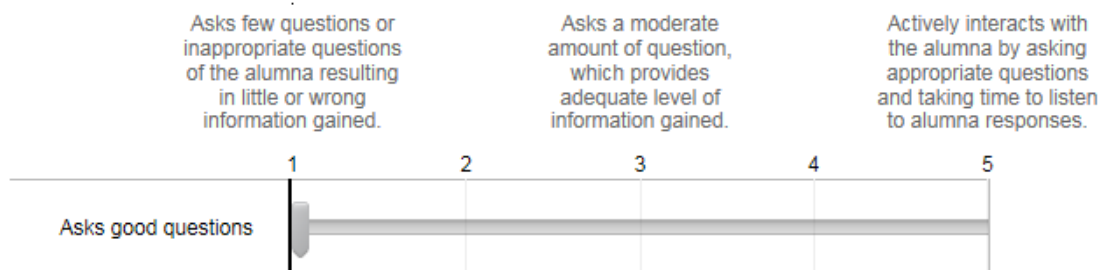 Asks few questions or
inappropriate questions
of the alumna resulting
in little or wrong
information gained.
Asks a moderate
amount of question,
which provides
adequate level of
information gained.
Actively interacts with
the alumna by asking
appropriate questions
and taking time to listen
to alumna responses.
1 2 3 4 5
Asks good questions